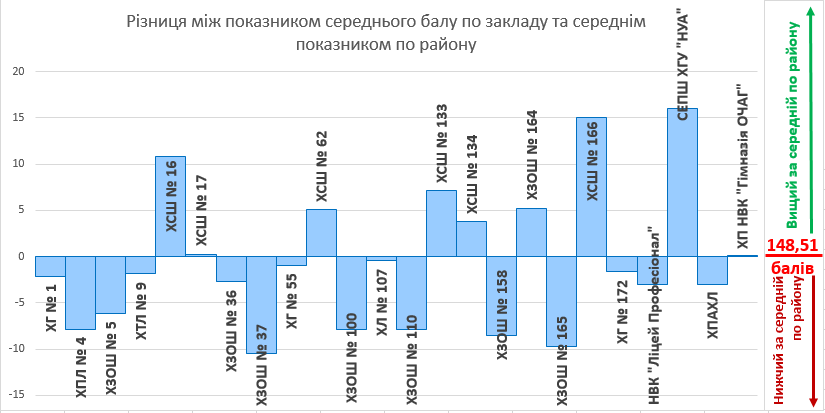 Різниця між показником середнього балу по закладу та середнім
показником по району
20
15
10
5
0
-5
-10
-15
ХГ № 1
ХПЛ № 4
ХЗОШ № 5
ХТЛ № 9
ХСШ № 16
ХСШ № 17
ХЗОШ № 36
ХЗОШ № 37
ХГ № 55
ХСШ № 62
ХЗОШ № 100
ХЛ № 107
ХЗОШ № 110
ХСШ № 133
ХСШ № 134
ХЗОШ № 158
ХЗОШ № 164
ХЗОШ № 165
ХСШ № 166
ХГ № 172
НВК "Ліцей Професіонал"
СЕПШ ХГУ "НУА"
ХПАХЛ
ХП НВК "Гімназія ОЧАГ"
Вищий за середній по району
148,51
балів
Нижчий за середній
по району